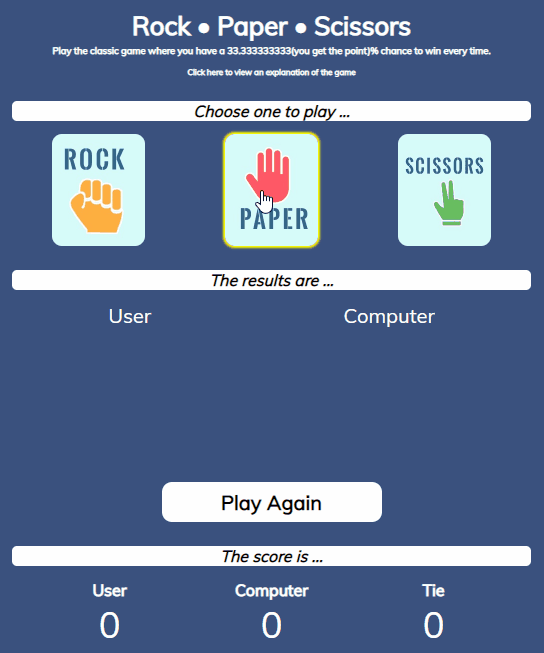 Rock ● Paper ● Scissors
Play the classic game where you have a 33.333333333(you get the point)% chance to win every time.
Click here to view an explanation of the game
Choose one to play ...
ROCK
PAPER
SCISSORS
The results are ...
User Computer
Play Again
The score is ...
User Computer Tie
0 0 0